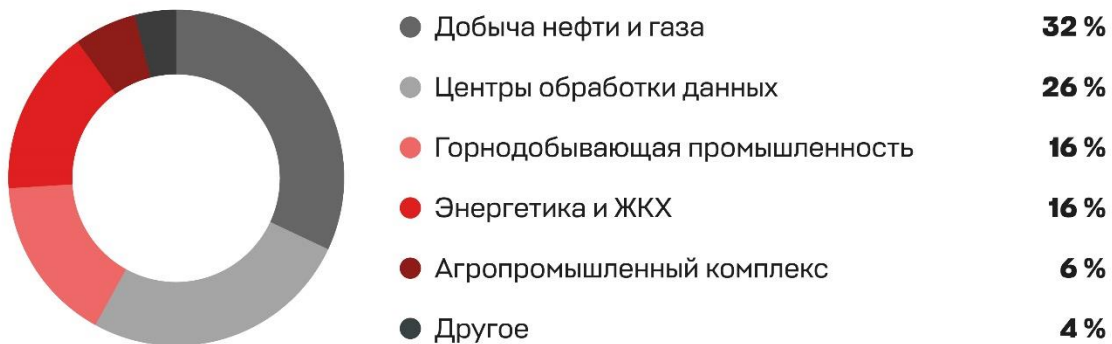 Добыча нефти и газа 32 %
Центры обработки данных 26 %
Горнодобывающая промышленность 16 %
Энергетика и ЖКХ 16 %
Агропромышленный комплекс 6 %
Другое 4 %